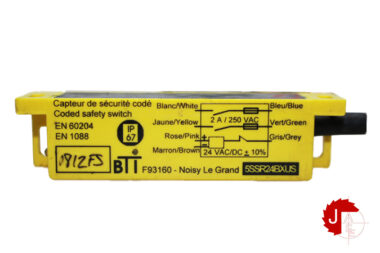 Capteur de sécurité codé
Coded safety switch
EN 60204
EN 1088
IP
67
1912FS
BTI
F93160 - Noisy Le Grand
5SSR24BXUS
Blanc/White
Bleu/Blue
2 A / 250 VAC
Jaune/Yellow
Vert/Green
Rose/Pink
Gris/Grey
Marron/Brown
24 VAC/DC ± 10%
J